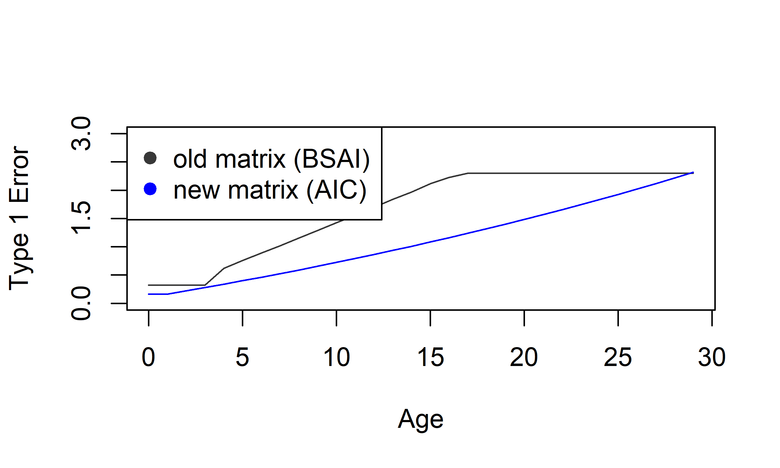 Type 1 Error
3.0
1.5
0.0
old matrix (BSAI)
new matrix (AIC)
0 5 10 15 20 25 30
Age